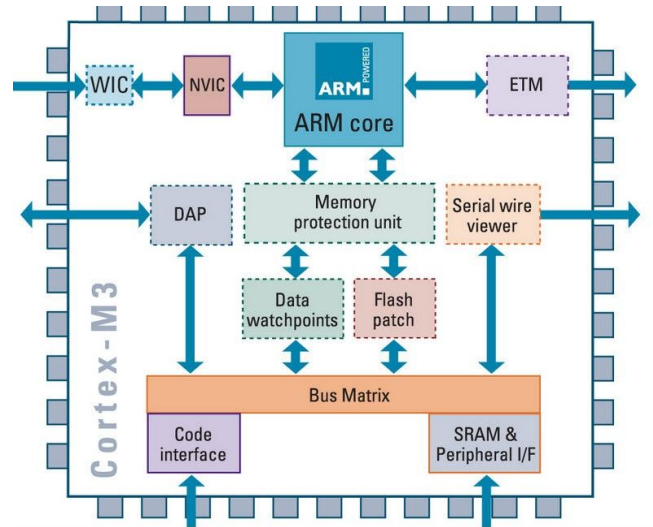 WIC
NVIC
ARM
POWERED
ARM core
ETM
DAP
Memory
protection unit
Serial wire
viewer
Data
watchpoints
Flash
patch
Cortex-M3
Bus Matrix
Code
interface
SRAM &
Peripheral I/F